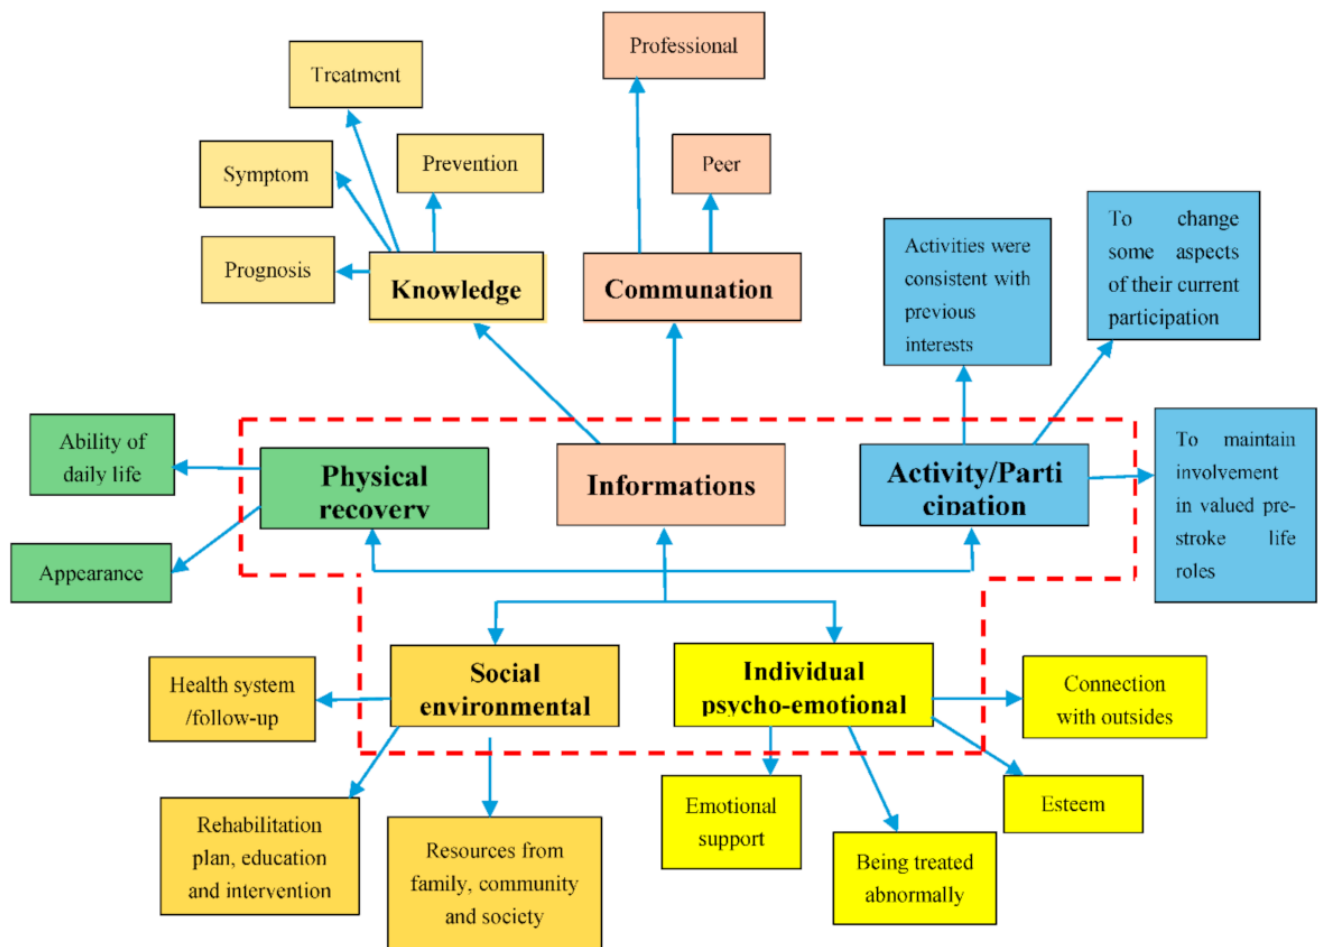 Professional
Treatment
Prevention
Peer
Symptom
To change
some aspects
of their current
participation
Activities were
consistent with
previous
interests
Prognosis
Knowledge
Communation
Ability of
daily life
Physical
recovery
Informations
Activity/Parti
cipation
To maintain
involvement
in valued pre-
stroke life
roles
Appearance
Social
environmental
Individual
psycho-emotional
Health system
/follow-up
Connection
with outsides
Rehabilitation
plan, education
and intervention
Resources from
family, community
and society
Emotional
support
Being treated
abnormally
Esteem